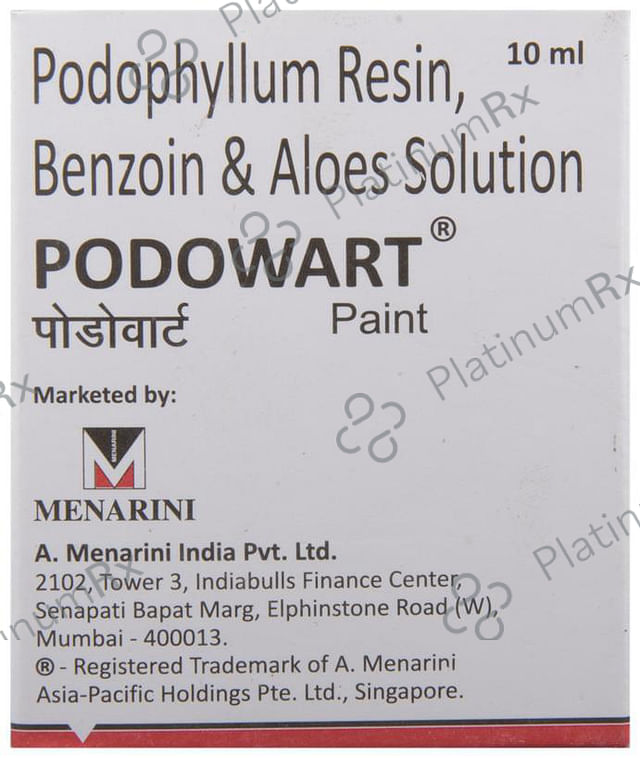 Podophyllum Resin, 10 ml
Benzoin & Aloes Solution
PODOWART®
पोडोवार्ट Paint
Marketed by:
MENARINI
MENARINI
A. Menarini India Pvt. Ltd.
2102, Tower 3, Indiabulls Finance Center,
Senapati Bapat Marg, Elphinstone Road (W),
Mumbai - 400013.
® - Registered Trademark of A. Menarini
Asia-Pacific Holdings Pte. Ltd., Singapore.
PlatinumRx
PlatinumRx
PlatinumRx